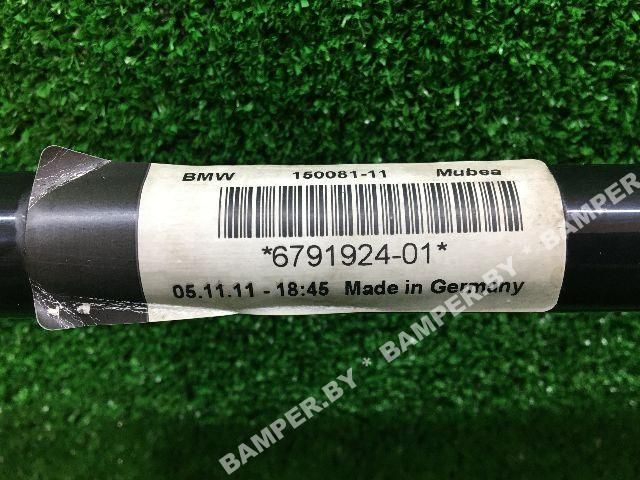 BMW 150081-11 Mubea
*6791924-01*
05.11.11 - 18:45 Made in Germany
BAMPER.BY * BAMPER.BY * BAMPER.BY